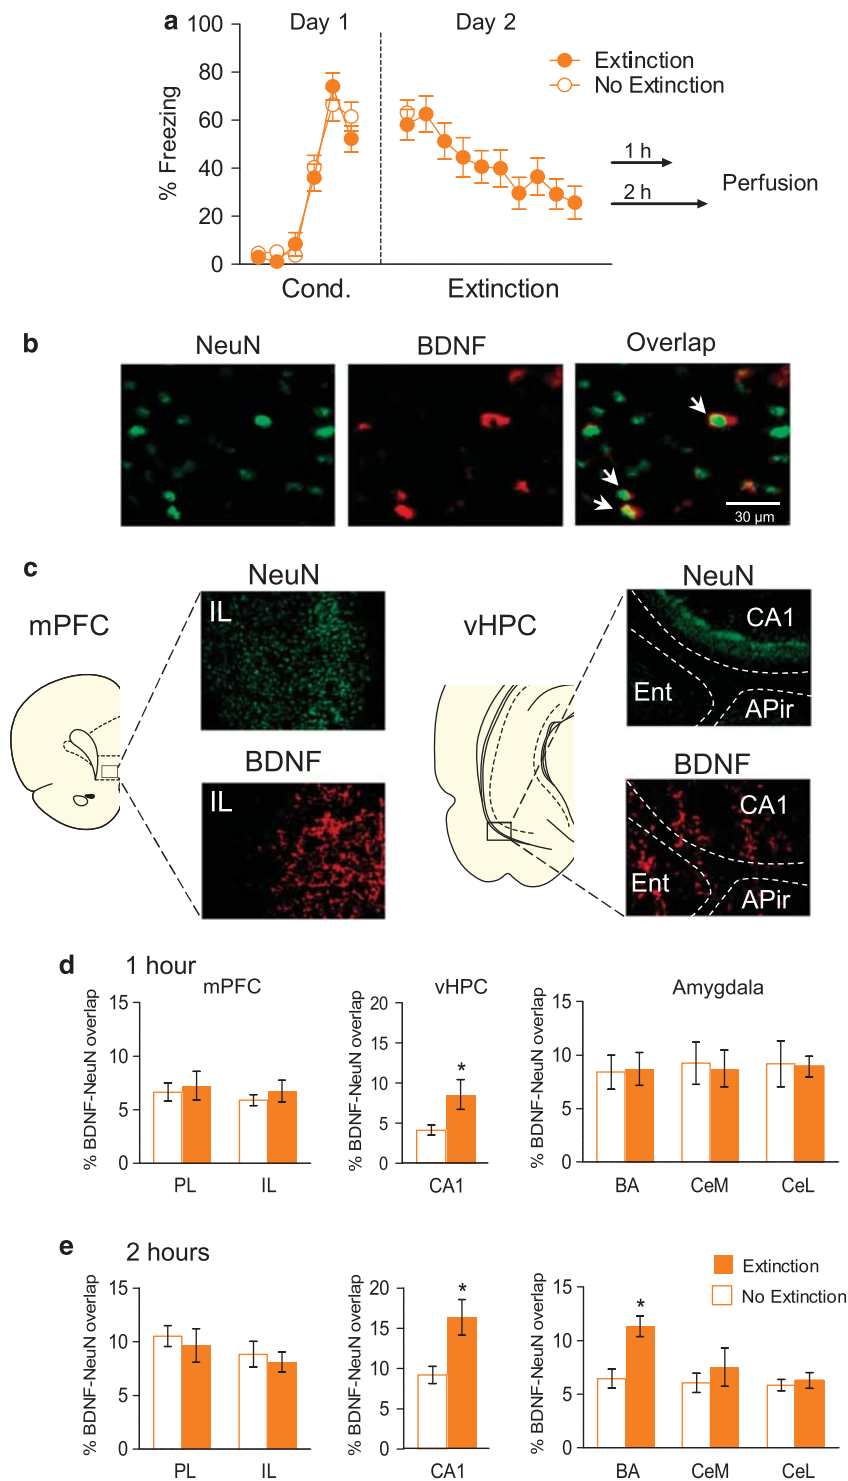 a
Day 1
Day 2
100
80
60
40
20
0
% Freezing
Extinction
No Extinction
1 h
2 h
Perfusion
Cond.
Extinction
b
NeuN
BDNF
Overlap
30 µm
c
mPFC
NeuN
IL
BDNF
IL
vHPC
NeuN
CA1
Ent
APir
BDNF
CA1
Ent
APir
d
1 hour
mPFC
% BDNF-NeuN overlap
15
10
5
0
PL
IL
vHPC
% BDNF-NeuN overlap
20
15
10
5
0
*
CA1
Amygdala
% BDNF-NeuN overlap
15
10
5
0
BA
CeM
CeL
e
2 hours
% BDNF-NeuN overlap
15
10
5
0
PL
IL
% BDNF-NeuN overlap
20
15
10
5
0
*
CA1
% BDNF-NeuN overlap
15
10
5
0
*
BA
CeM
CeL
Extinction
No Extinction